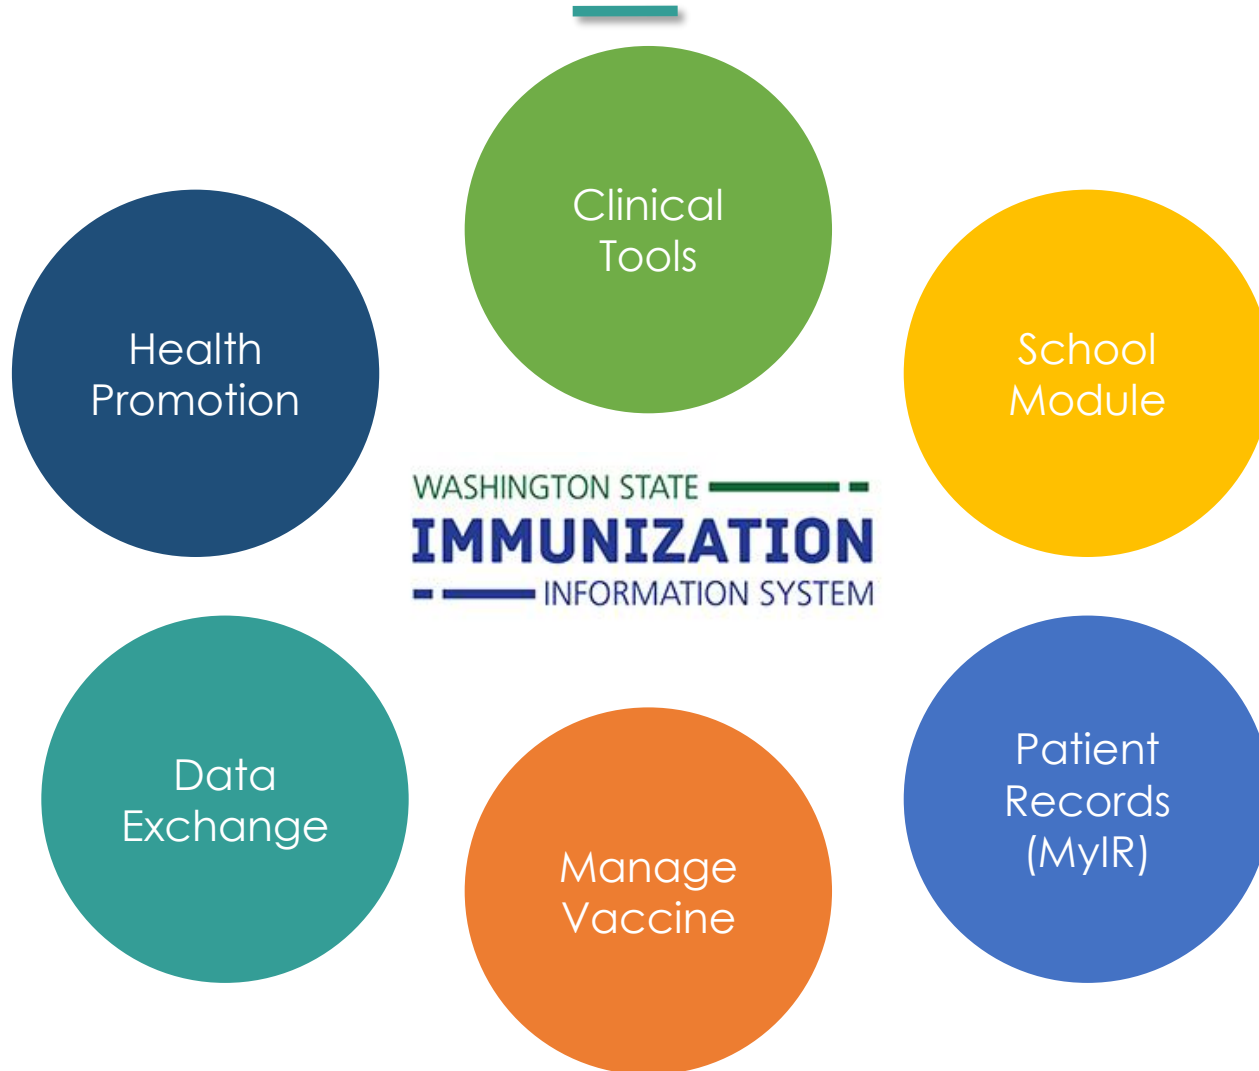 Clinical
Tools
Health
Promotion
School
Module
WASHINGTON STATE
IMMUNIZATION
INFORMATION SYSTEM
Data
Exchange
Manage
Vaccine
Patient
Records
(MyIR)